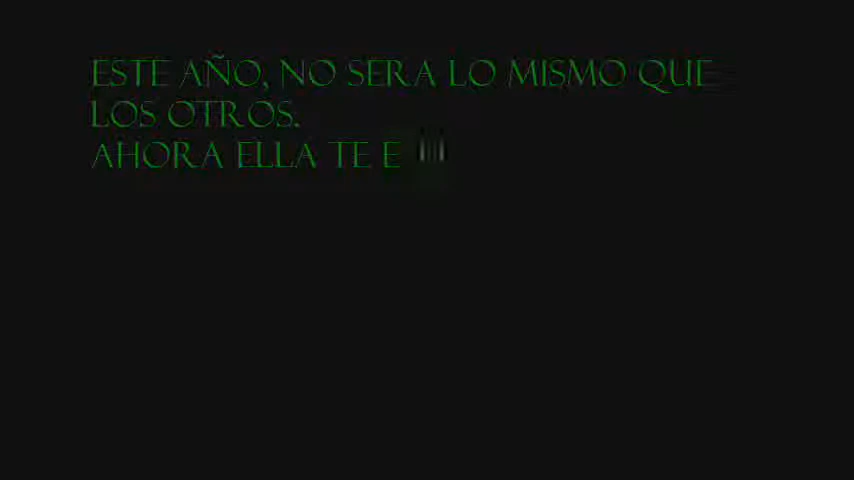 ESTE AÑO, NO SERA LO MISMO QUE
LOS OTROS.
AHORA ELLA TE E